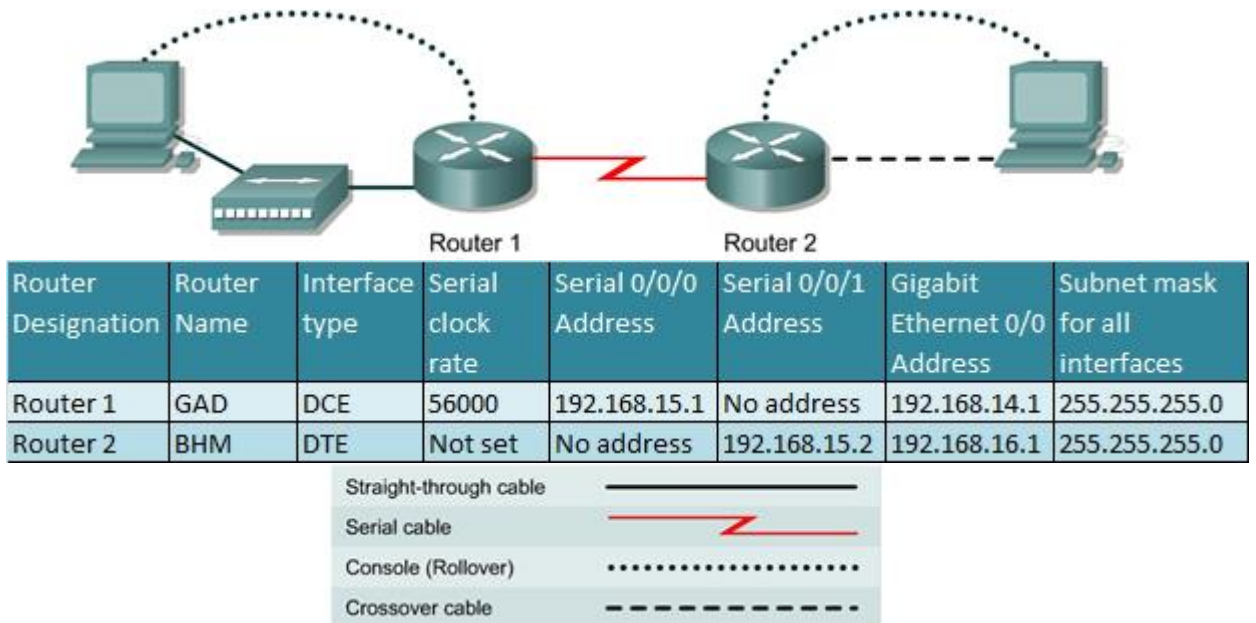 Router 1
Router 2
Router Designation Router Name Interface type Serial clock rate Serial 0/0/0 Address Serial 0/0/1 Address Gigabit Ethernet 0/0 Address Subnet mask for all interfaces
Router 1 GAD DCE 56000 192.168.15.1 No address 192.168.14.1 255.255.255.0
Router 2 BHM DTE Not set No address 192.168.15.2 192.168.16.1 255.255.255.0
Straight-through cable
Serial cable
Console (Rollover)
Crossover cable